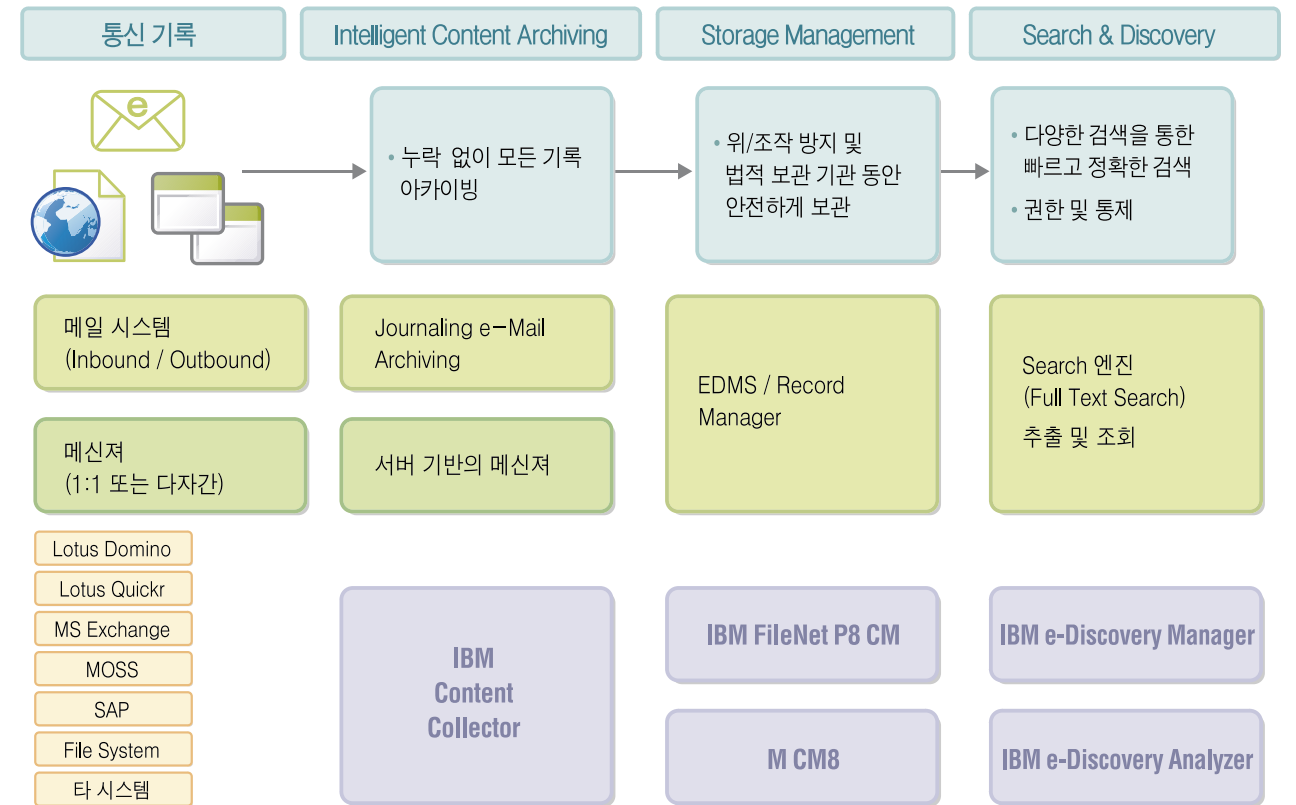 통신 기록
Intelligent Content Archiving
Storage Management
Search & Discovery
e
• 누락 없이 모든 기록
아카이빙
• 위/조작 방지 및
법적 보관 기관 동안
안전하게 보관
• 다양한 검색을 통한
빠르고 정확한 검색
• 권한 및 통제
메일 시스템
(Inbound / Outbound)
Journaling e-Mail
Archiving
EDMS / Record
Manager
Search 엔진
(Full Text Search)
추출 및 조회
메신져
(1:1 또는 다자간)
서버 기반의 메신져
Lotus Domino
Lotus Quickr
MS Exchange
MOSS
SAP
File System
타 시스템
IBM
Content
Collector
IBM FileNet P8 CM
M CM8
IBM e-Discovery Manager
IBM e-Discovery Analyzer